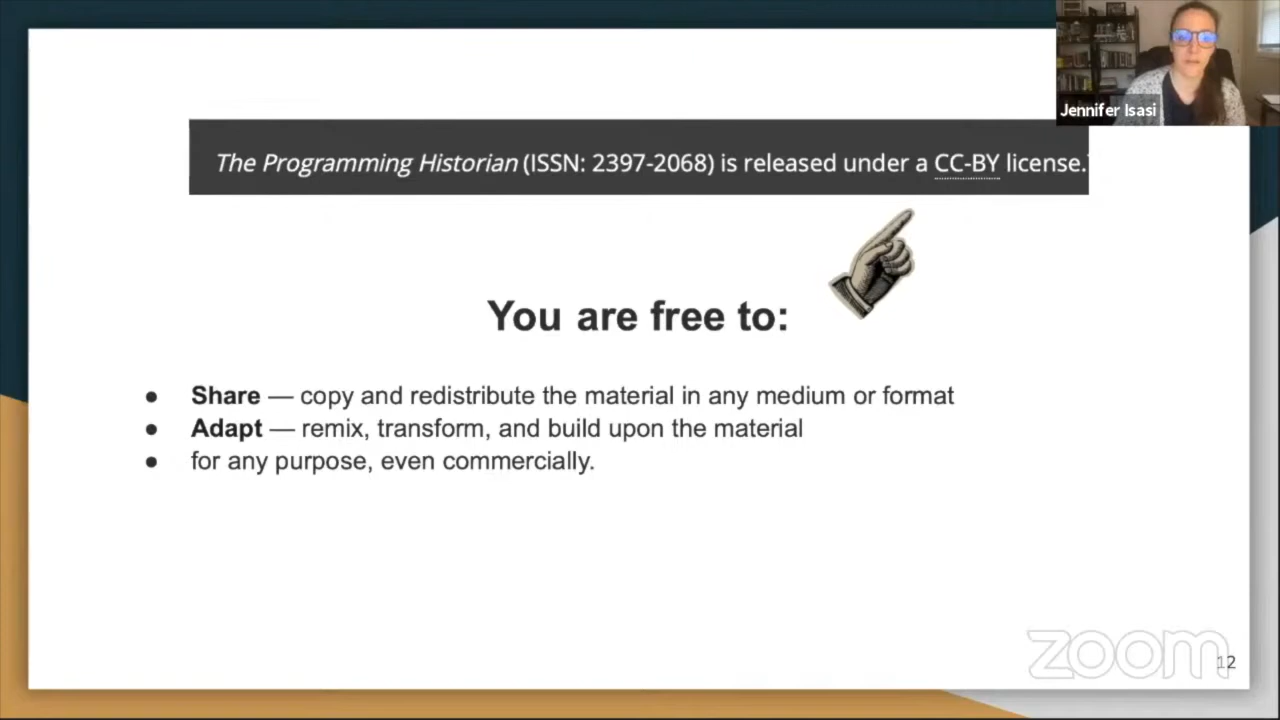 Jennifer Isasi
The Programming Historian (ISSN: 2397-2068) is released under a CC-BY license.
You are free to:
● Share — copy and redistribute the material in any medium or format
● Adapt — remix, transform, and build upon the material
● for any purpose, even commercially.
zoom
12